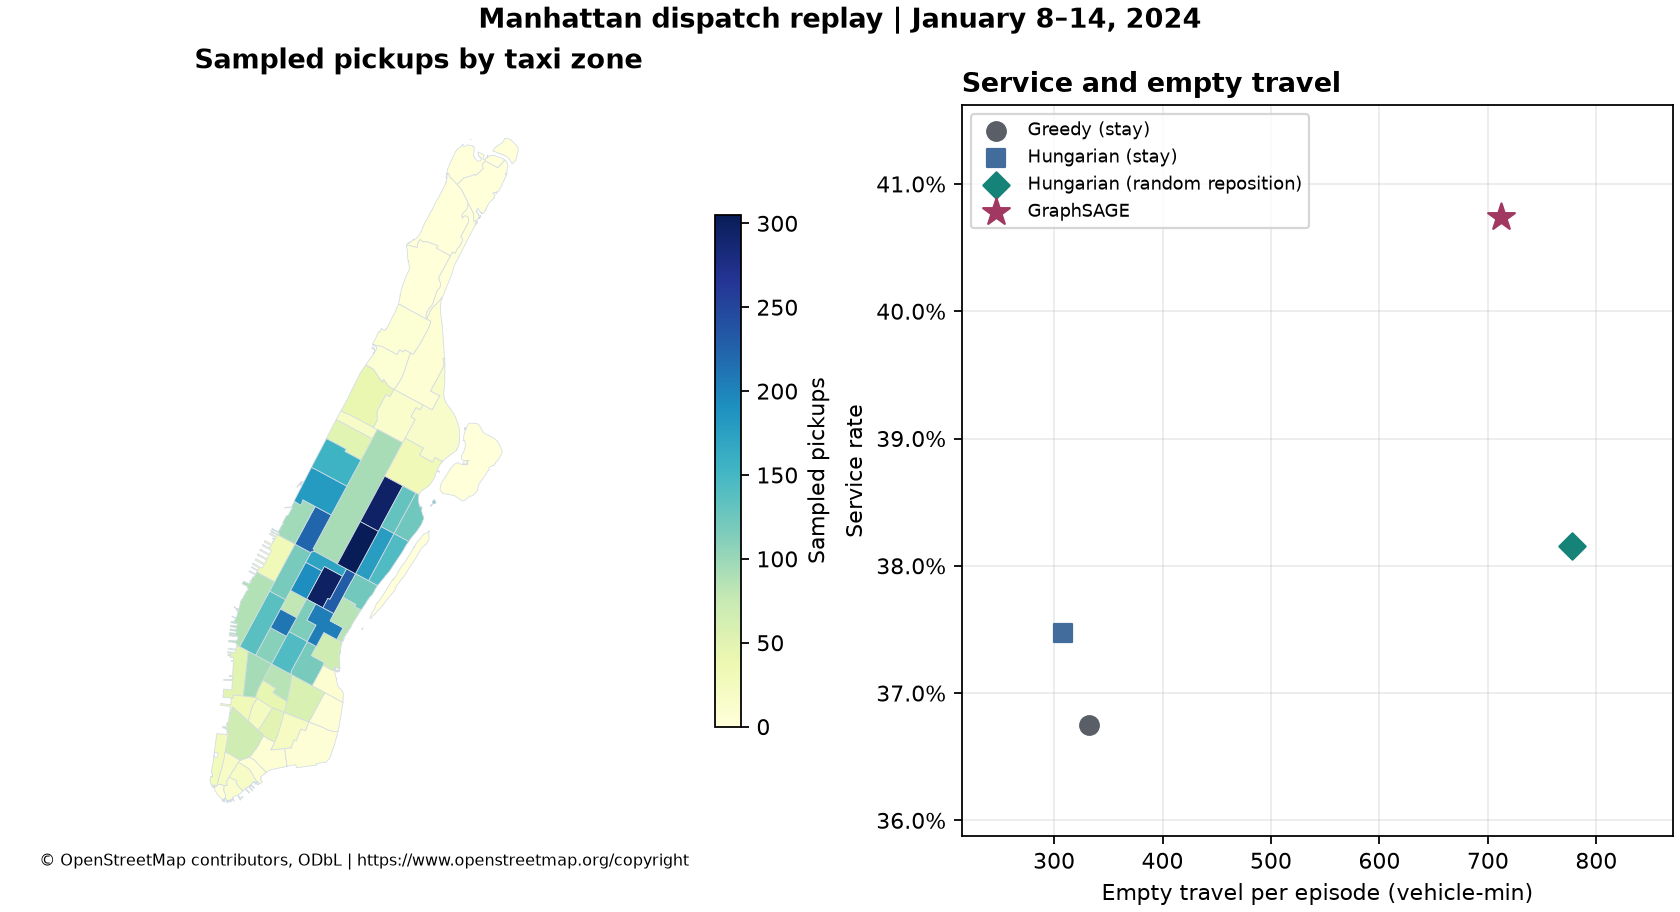 Manhattan dispatch replay | January 8–14, 2024
Sampled pickups by taxi zone
300
250
200
150
100
50
0
Sampled pickups
© OpenStreetMap contributors, ODbL | https://www.openstreetmap.org/copyright
Service and empty travel
Greedy (stay)
Hungarian (stay)
Hungarian (random reposition)
GraphSAGE
41.0%
40.0%
39.0%
38.0%
37.0%
36.0%
Service rate
300 400 500 600 700 800
Empty travel per episode (vehicle-min)